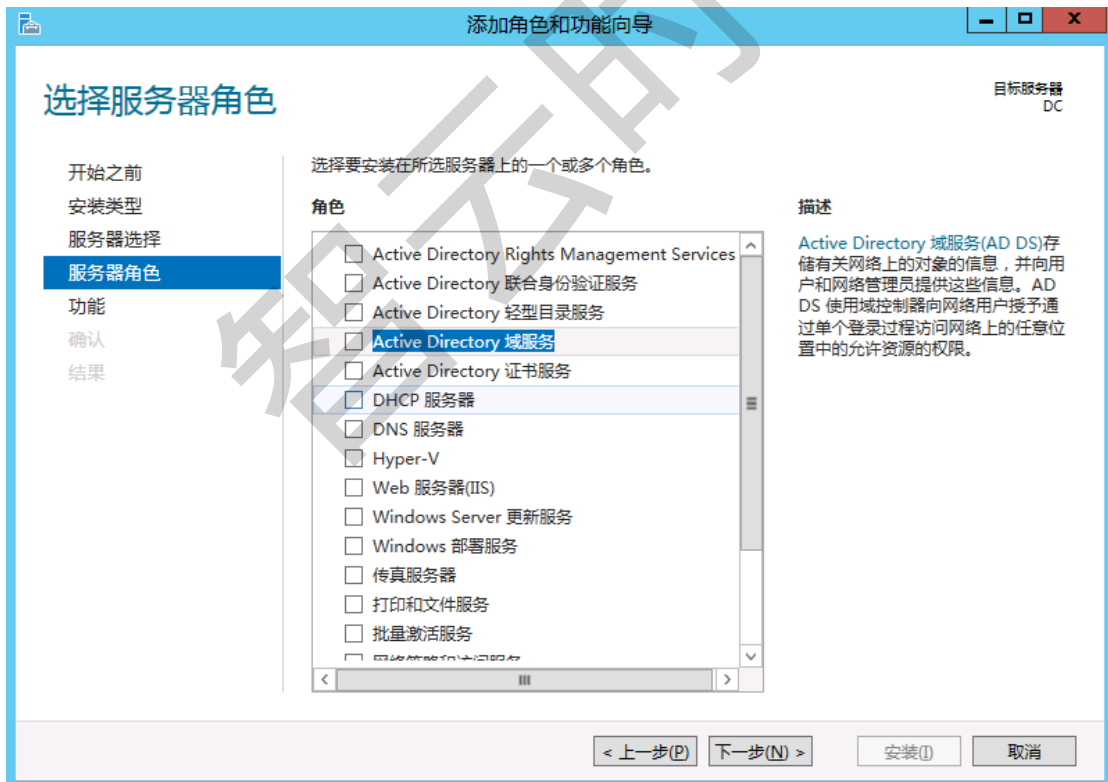 添加角色和功能向导
选择服务器角色
目标服务器
DC
开始之前
安装类型
服务器选择
服务器角色
功能
确认
结果
选择要安装在所选服务器上的一个或多个角色。
角色
Active Directory Rights Management Services
Active Directory 联合身份验证服务
Active Directory 轻型目录服务
Active Directory 域服务
Active Directory 证书服务
DHCP 服务器
DNS 服务器
Hyper-V
Web 服务器(IIS)
Windows Server 更新服务
Windows 部署服务
传真服务器
打印和文件服务
批量激活服务
网络策略和访问服务
描述
Active Directory 域服务(AD DS)存
储有关网络上的对象的信息，并向用
户和网络管理员提供这些信息。AD
DS 使用域控制器向网络用户授予通
过单个登录过程访问网络上的任意位
置中的允许资源的权限。
< 上一步(P)
下一步(N) >
安装(I)
取消
智云的